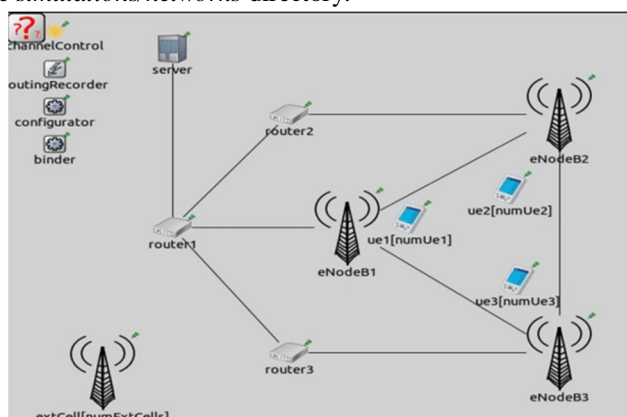 e simulations/networks directory.
channelControl
server
outingRecorder
configurator
binder
router2
eNodeB2
ue2[numUe2]
ue1[numUe1]
router1
eNodeB1
ue3[numUe3]
router3
eNodeB3
extCell[numExtCells]